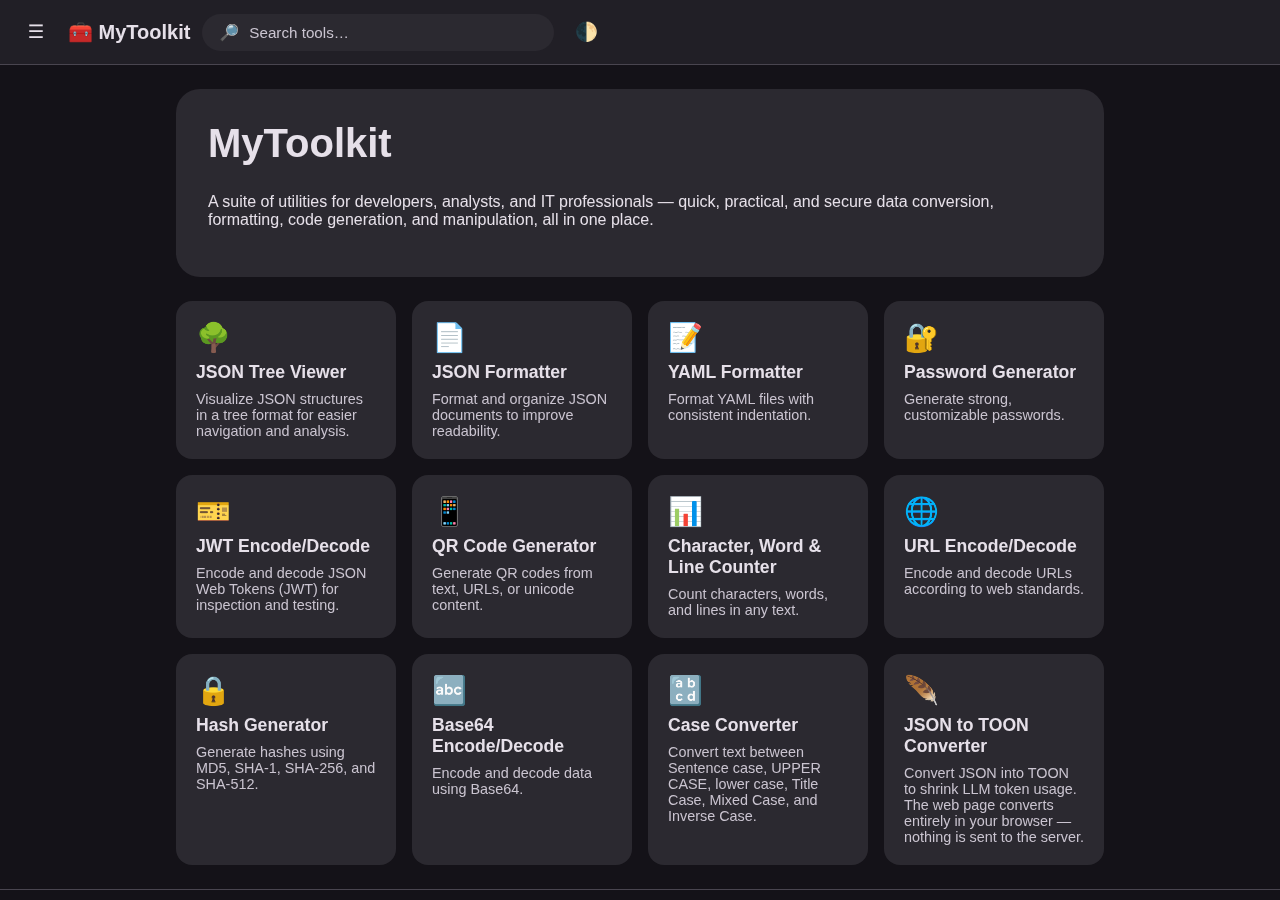 ☰ 🧰 MyToolkit 🔎 Search tools… 🌓
MyToolkit
A suite of utilities for developers, analysts, and IT professionals — quick, practical, and secure data conversion,
formatting, code generation, and manipulation, all in one place.
JSON Tree Viewer
Visualize JSON structures
in a tree format for easier
navigation and analysis.
JSON Formatter
Format and organize JSON
documents to improve
readability.
YAML Formatter
Format YAML files with
consistent indentation.
Password Generator
Generate strong,
customizable passwords.
JWT Encode/Decode
Encode and decode JSON
Web Tokens (JWT) for
inspection and testing.
QR Code Generator
Generate QR codes from
text, URLs, or unicode
content.
Character, Word &
Line Counter
Count characters, words,
and lines in any text.
URL Encode/Decode
Encode and decode URLs
according to web standards.
Hash Generator
Generate hashes using
MD5, SHA-1, SHA-256, and
SHA-512.
Base64
Encode/Decode
Encode and decode data
using Base64.
Case Converter
Convert text between
Sentence case, UPPER
CASE, lower case, Title
Case, Mixed Case, and
Inverse Case.
JSON to TOON
Converter
Convert JSON into TOON
to shrink LLM token usage.
The web page converts
entirely in your browser —
nothing is sent to the server.